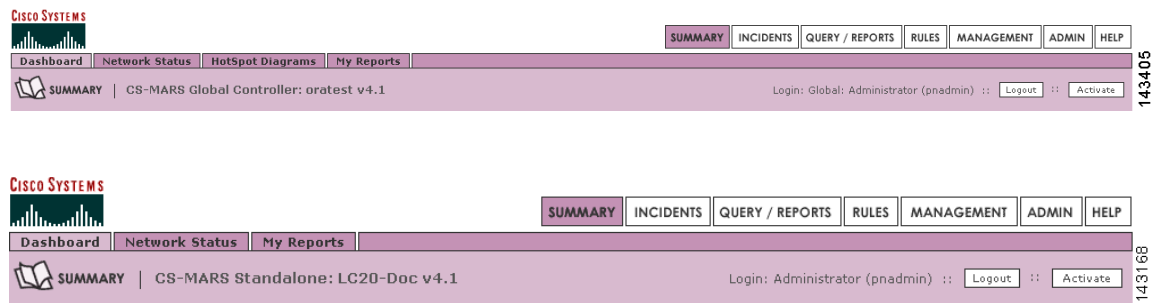 CISCO SYSTEMS
SUMMARY INCIDENTS QUERY / REPORTS RULES MANAGEMENT ADMIN HELP
Dashboard Network Status HotSpot Diagrams My Reports
SUMMARY | CS-MARS Global Controller: oratest v4.1 Login: Global: Administrator (pnadmin) :: Logout :: Activate
143405
CISCO SYSTEMS
SUMMARY INCIDENTS QUERY / REPORTS RULES MANAGEMENT ADMIN HELP
Dashboard Network Status My Reports
SUMMARY | CS-MARS Standalone: LC20-Doc v4.1 Login: Administrator (pnadmin) :: Logout :: Activate
143168